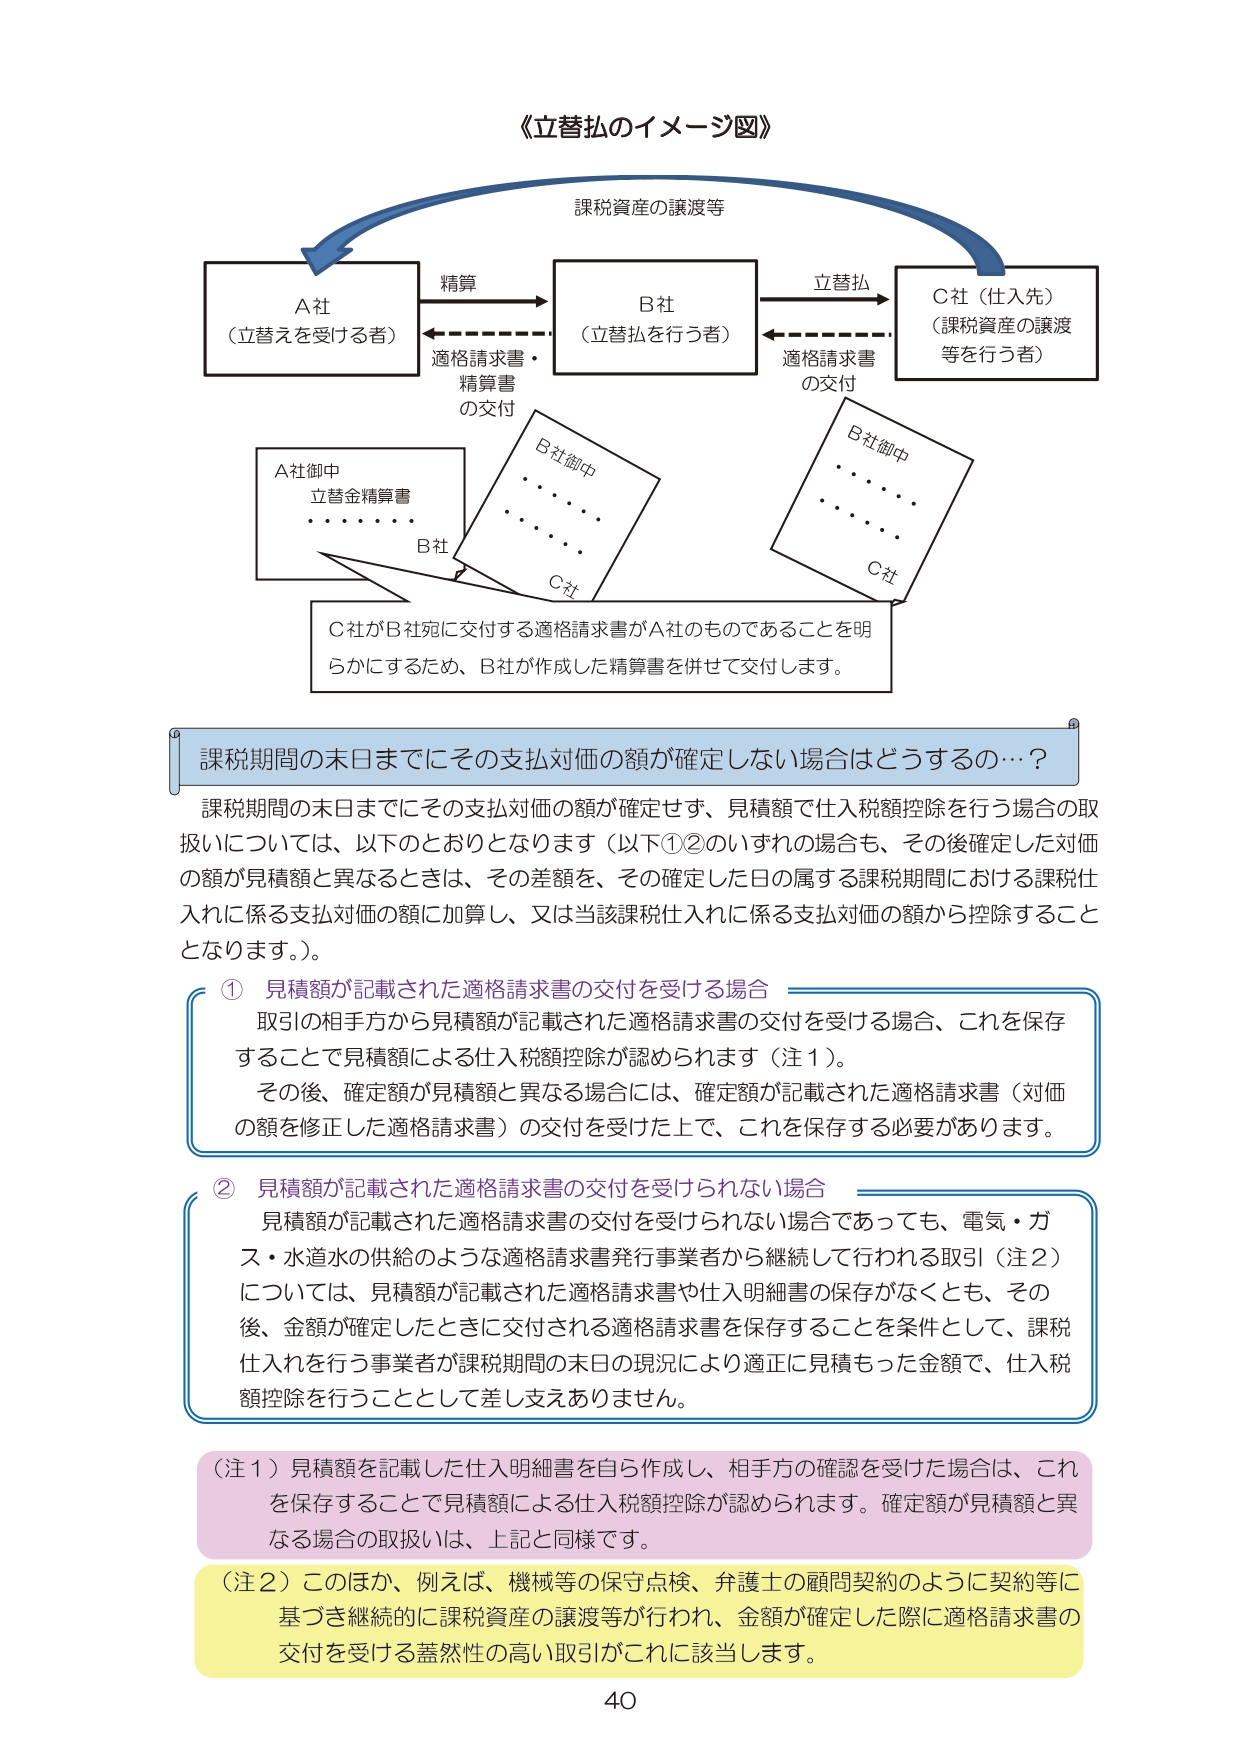 《立替払のイメージ図》
課税資産の譲渡等
精算
立替払
A社
（立替えを受ける者）
B社
（立替払を行う者）
C社（仕入先）
（課税資産の譲渡
等を行う者）
適格請求書・
精算書
の交付
適格請求書
の交付
A社御中
立替金精算書
・・・・・・・
B社
B社御中
・・・・・・
・・・・・・
C社
B社御中
・・・・・・
・・・・・・
C社
C社がB社宛に交付する適格請求書がA社のものであることを明
らかにするため、B社が作成した精算書を併せて交付します。
課税期間の末日までにその支払対価の額が確定しない場合はどうするの…？
課税期間の末日までにその支払対価の額が確定せず、見積額で仕入税額控除を行う場合の取
扱いについては、以下のとおりとなります（以下①②のいずれの場合も、その後確定した対価
の額が見積額と異なるときは、その差額を、その確定した日の属する課税期間における課税仕
入れに係る支払対価の額に加算し、又は当該課税仕入れに係る支払対価の額から控除すること
となります。）。
① 見積額が記載された適格請求書の交付を受ける場合
取引の相手方から見積額が記載された適格請求書の交付を受ける場合、これを保存
することで見積額による仕入税額控除が認められます（注１）。
その後、確定額が見積額と異なる場合には、確定額が記載された適格請求書（対価
の額を修正した適格請求書）の交付を受けた上で、これを保存する必要があります。
② 見積額が記載された適格請求書の交付を受けられない場合
見積額が記載された適格請求書の交付を受けられない場合であっても、電気・ガ
ス・水道水の供給のような適格請求書発行事業者から継続して行われる取引（注２）
については、見積額が記載された適格請求書や仕入明細書の保存がなくとも、その
後、金額が確定したときに交付される適格請求書を保存することを条件として、課税
仕入れを行う事業者が課税期間の末日の現況により適正に見積もった金額で、仕入税
額控除を行うこととして差し支えありません。
（注１）見積額を記載した仕入明細書を自ら作成し、相手方の確認を受けた場合は、これ
を保存することで見積額による仕入税額控除が認められます。確定額が見積額と異
なる場合の取扱いは、上記と同様です。
（注２）このほか、例えば、機械等の保守点検、弁護士の顧問契約のように契約等に
基づき継続的に課税資産の譲渡等が行われ、金額が確定した際に適格請求書の
交付を受ける蓋然性の高い取引がこれに該当します。
40